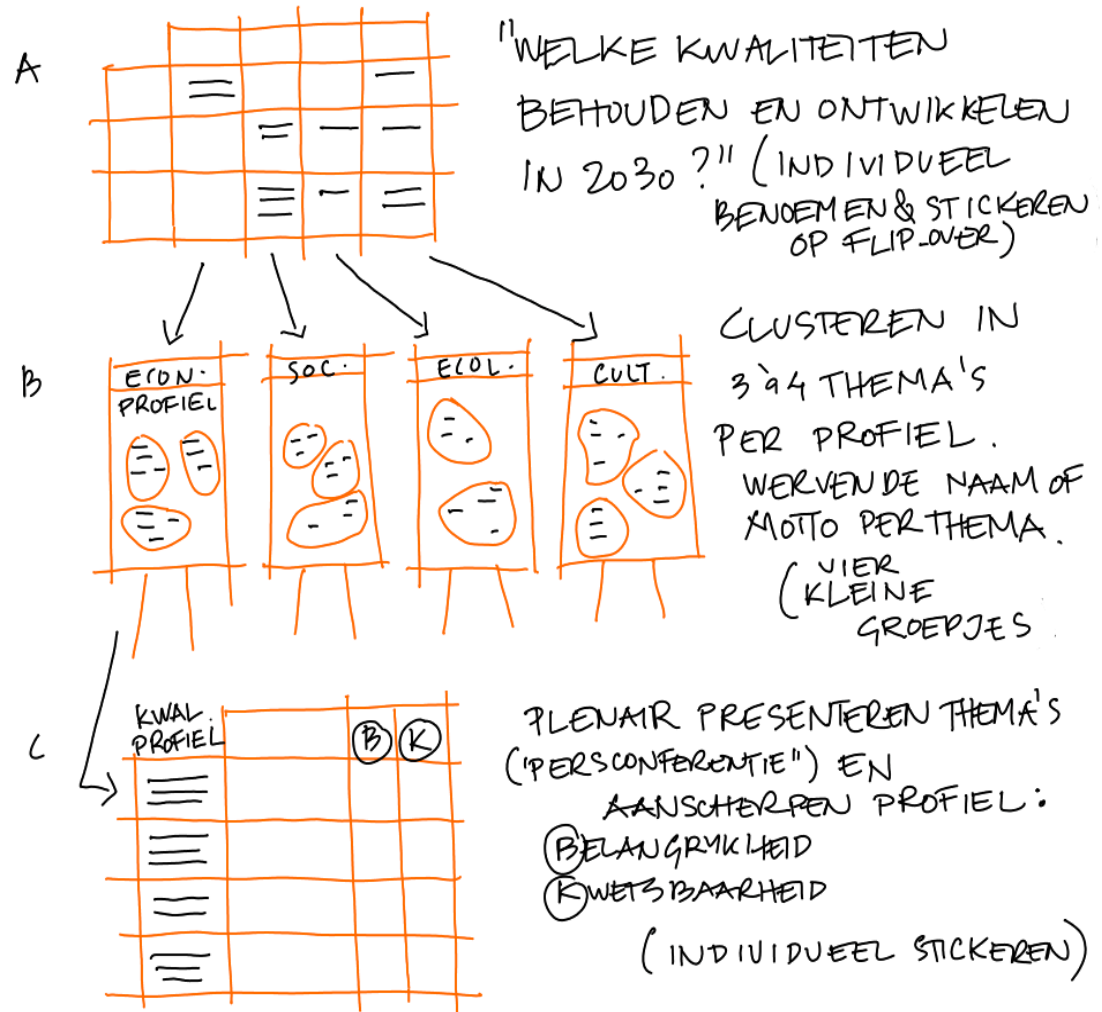 A
"WELKE KWALITEITEN
BEHOUDEN EN ONTWIKKELEN
IN 2030?" (INDIVIDUEEL
BENOEMEN & STICKEREN
OP FLIP-OVER)
B
ECON.
PROFIEL
SOC.
ECOL.
CULT.
CLUSTEREN IN
3 à 4 THEMA'S
PER PROFIEL.
WERVENDE NAAM OF
MOTTO PER THEMA.
(VIER
KLEINE
GROEPJES
C
KWAL.
PROFIEL
B
K
PLENAIR PRESENTEREN THEMA'S
("PERSCONFERENTIE") EN
AANSCHERPEN PROFIEL:
BELANGRYKHEID
KWETSBAARHEID
(INDIVIDUEEL STICKEREN)